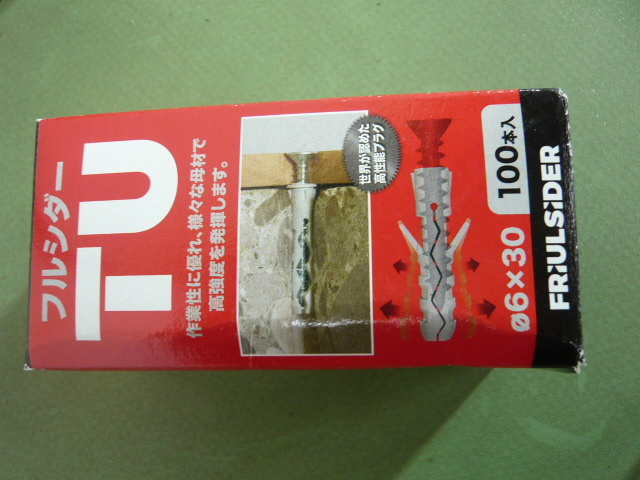 フルシダー
TU
作業性に優れ、様々な母材で
高強度を発揮します。
世界が認めた
高性能プラグ
ø6×30
100本入
FRiULSiDER